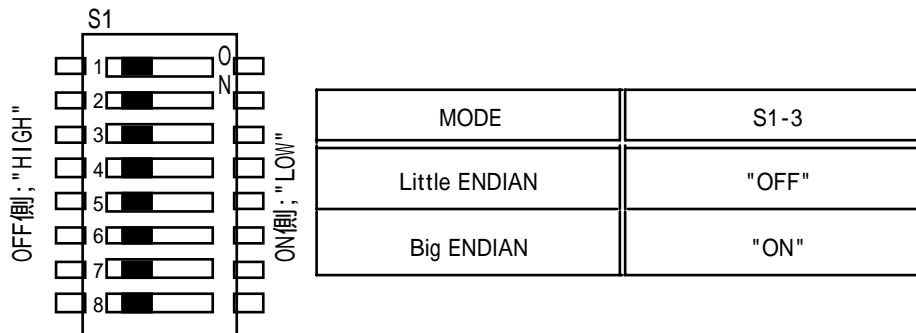 S1
ON
1
2
3
4
5
6
7
8
OFF側;"HIGH"
ON側;"LOW"
MODE S1-3
Little ENDIAN "OFF"
Big ENDIAN "ON"